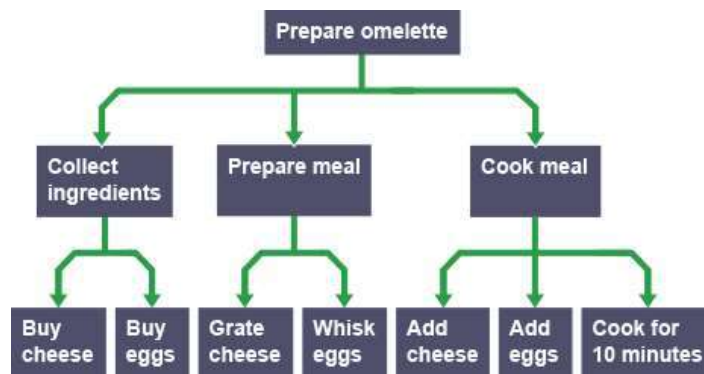 Prepare omelette
Collect
ingredients
Prepare meal
Cook meal
Buy
cheese
Buy
eggs
Grate
cheese
Whisk
eggs
Add
cheese
Add
eggs
Cook for
10 minutes